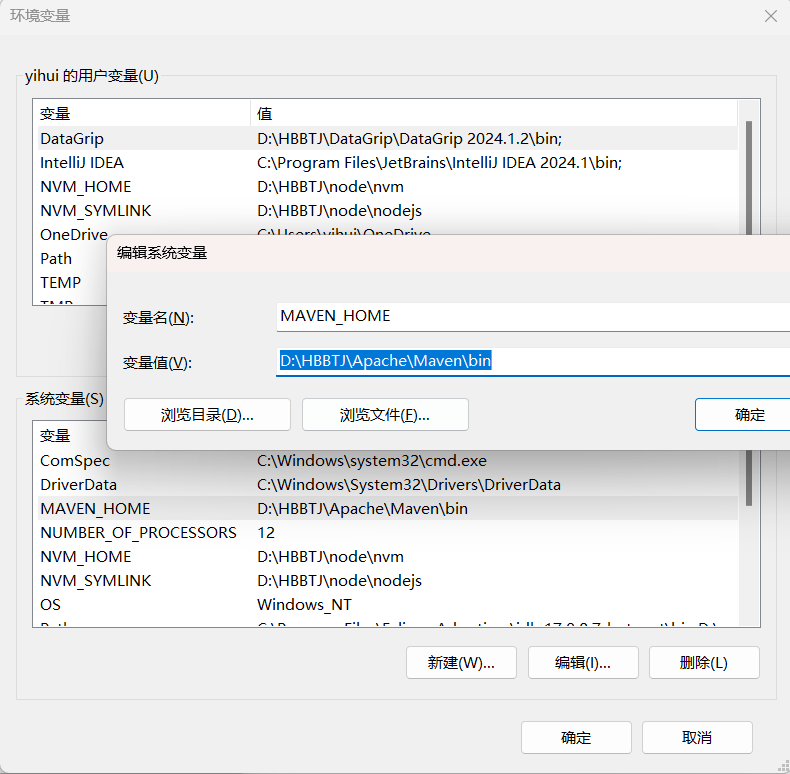 环境变量
yihui 的用户变量(U)
变量 值
DataGrip D:\HBBTJ\DataGrip\DataGrip 2024.1.2\bin;
IntelliJ IDEA C:\Program Files\JetBrains\IntelliJ IDEA 2024.1\bin;
NVM_HOME D:\HBBTJ\node\nvm
NVM_SYMLINK D:\HBBTJ\node\nodejs
OneDrive C:\Users\yihui\OneDrive
Path
TEMP
TMP
编辑系统变量
变量名(N): MAVEN_HOME
变量值(V): D:\HBBTJ\Apache\Maven\bin
浏览目录(D)... 浏览文件(F)... 确定
系统变量(S)
变量
ComSpec C:\Windows\system32\cmd.exe
DriverData C:\Windows\System32\Drivers\DriverData
MAVEN_HOME D:\HBBTJ\Apache\Maven\bin
NUMBER_OF_PROCESSORS 12
NVM_HOME D:\HBBTJ\node\nvm
NVM_SYMLINK D:\HBBTJ\node\nodejs
OS Windows_NT
新建(W)... 编辑(I)... 删除(L)
确定 取消